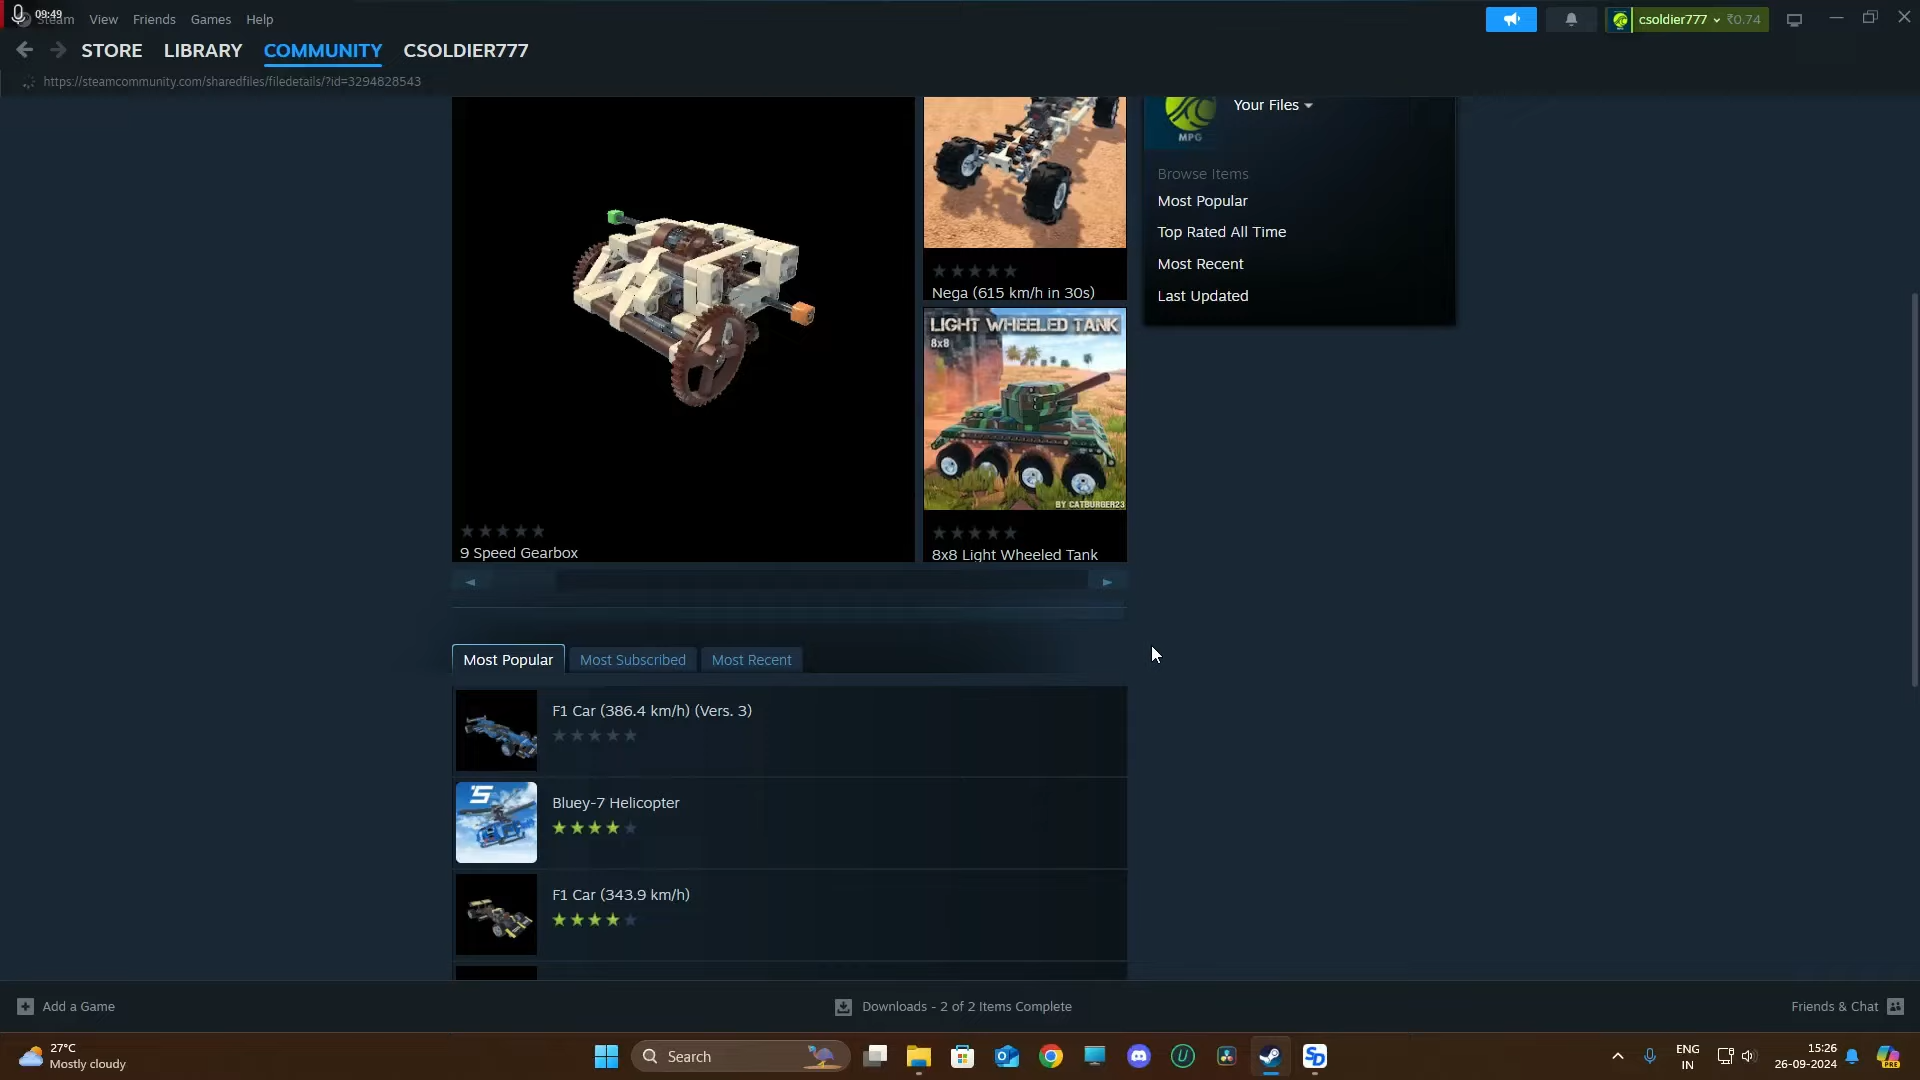 09:49
Steam View Friends Games Help
csoldier777 ₹0.74
STORE LIBRARY COMMUNITY CSOLDIER777
https://steamcommunity.com/sharedfiles/filedetails/?id=3294828543
MPG
Your Files
Browse Items
Most Popular
Top Rated All Time
Most Recent
Last Updated
Nega (615 km/h in 30s)
LIGHT WHEELED TANK
8x8
BY CATBURGER23
9 Speed Gearbox
8x8 Light Wheeled Tank
Most Popular Most Subscribed Most Recent
F1 Car (386.4 km/h) (Vers. 3)
Bluey-7 Helicopter
F1 Car (343.9 km/h)
Add a Game
Downloads - 2 of 2 Items Complete
Friends & Chat
27°C
Mostly cloudy
Search
ENG
IN
15:26
26-09-2024
PRE